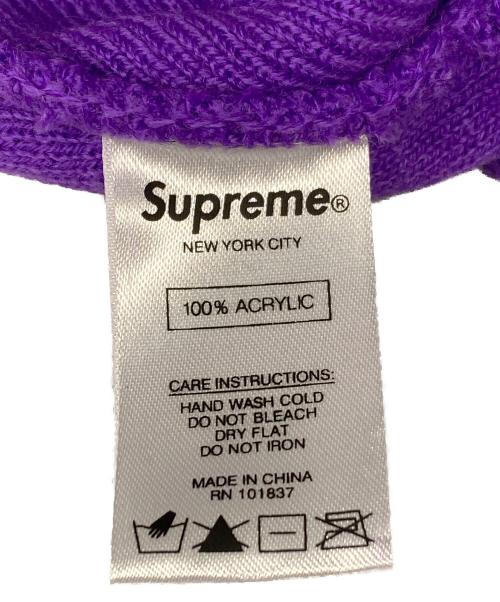 Supreme®
NEW YORK CITY
100% ACRYLIC
CARE INSTRUCTIONS:
HAND WASH COLD
DO NOT BLEACH
DRY FLAT
DO NOT IRON
MADE IN CHINA
RN 101837